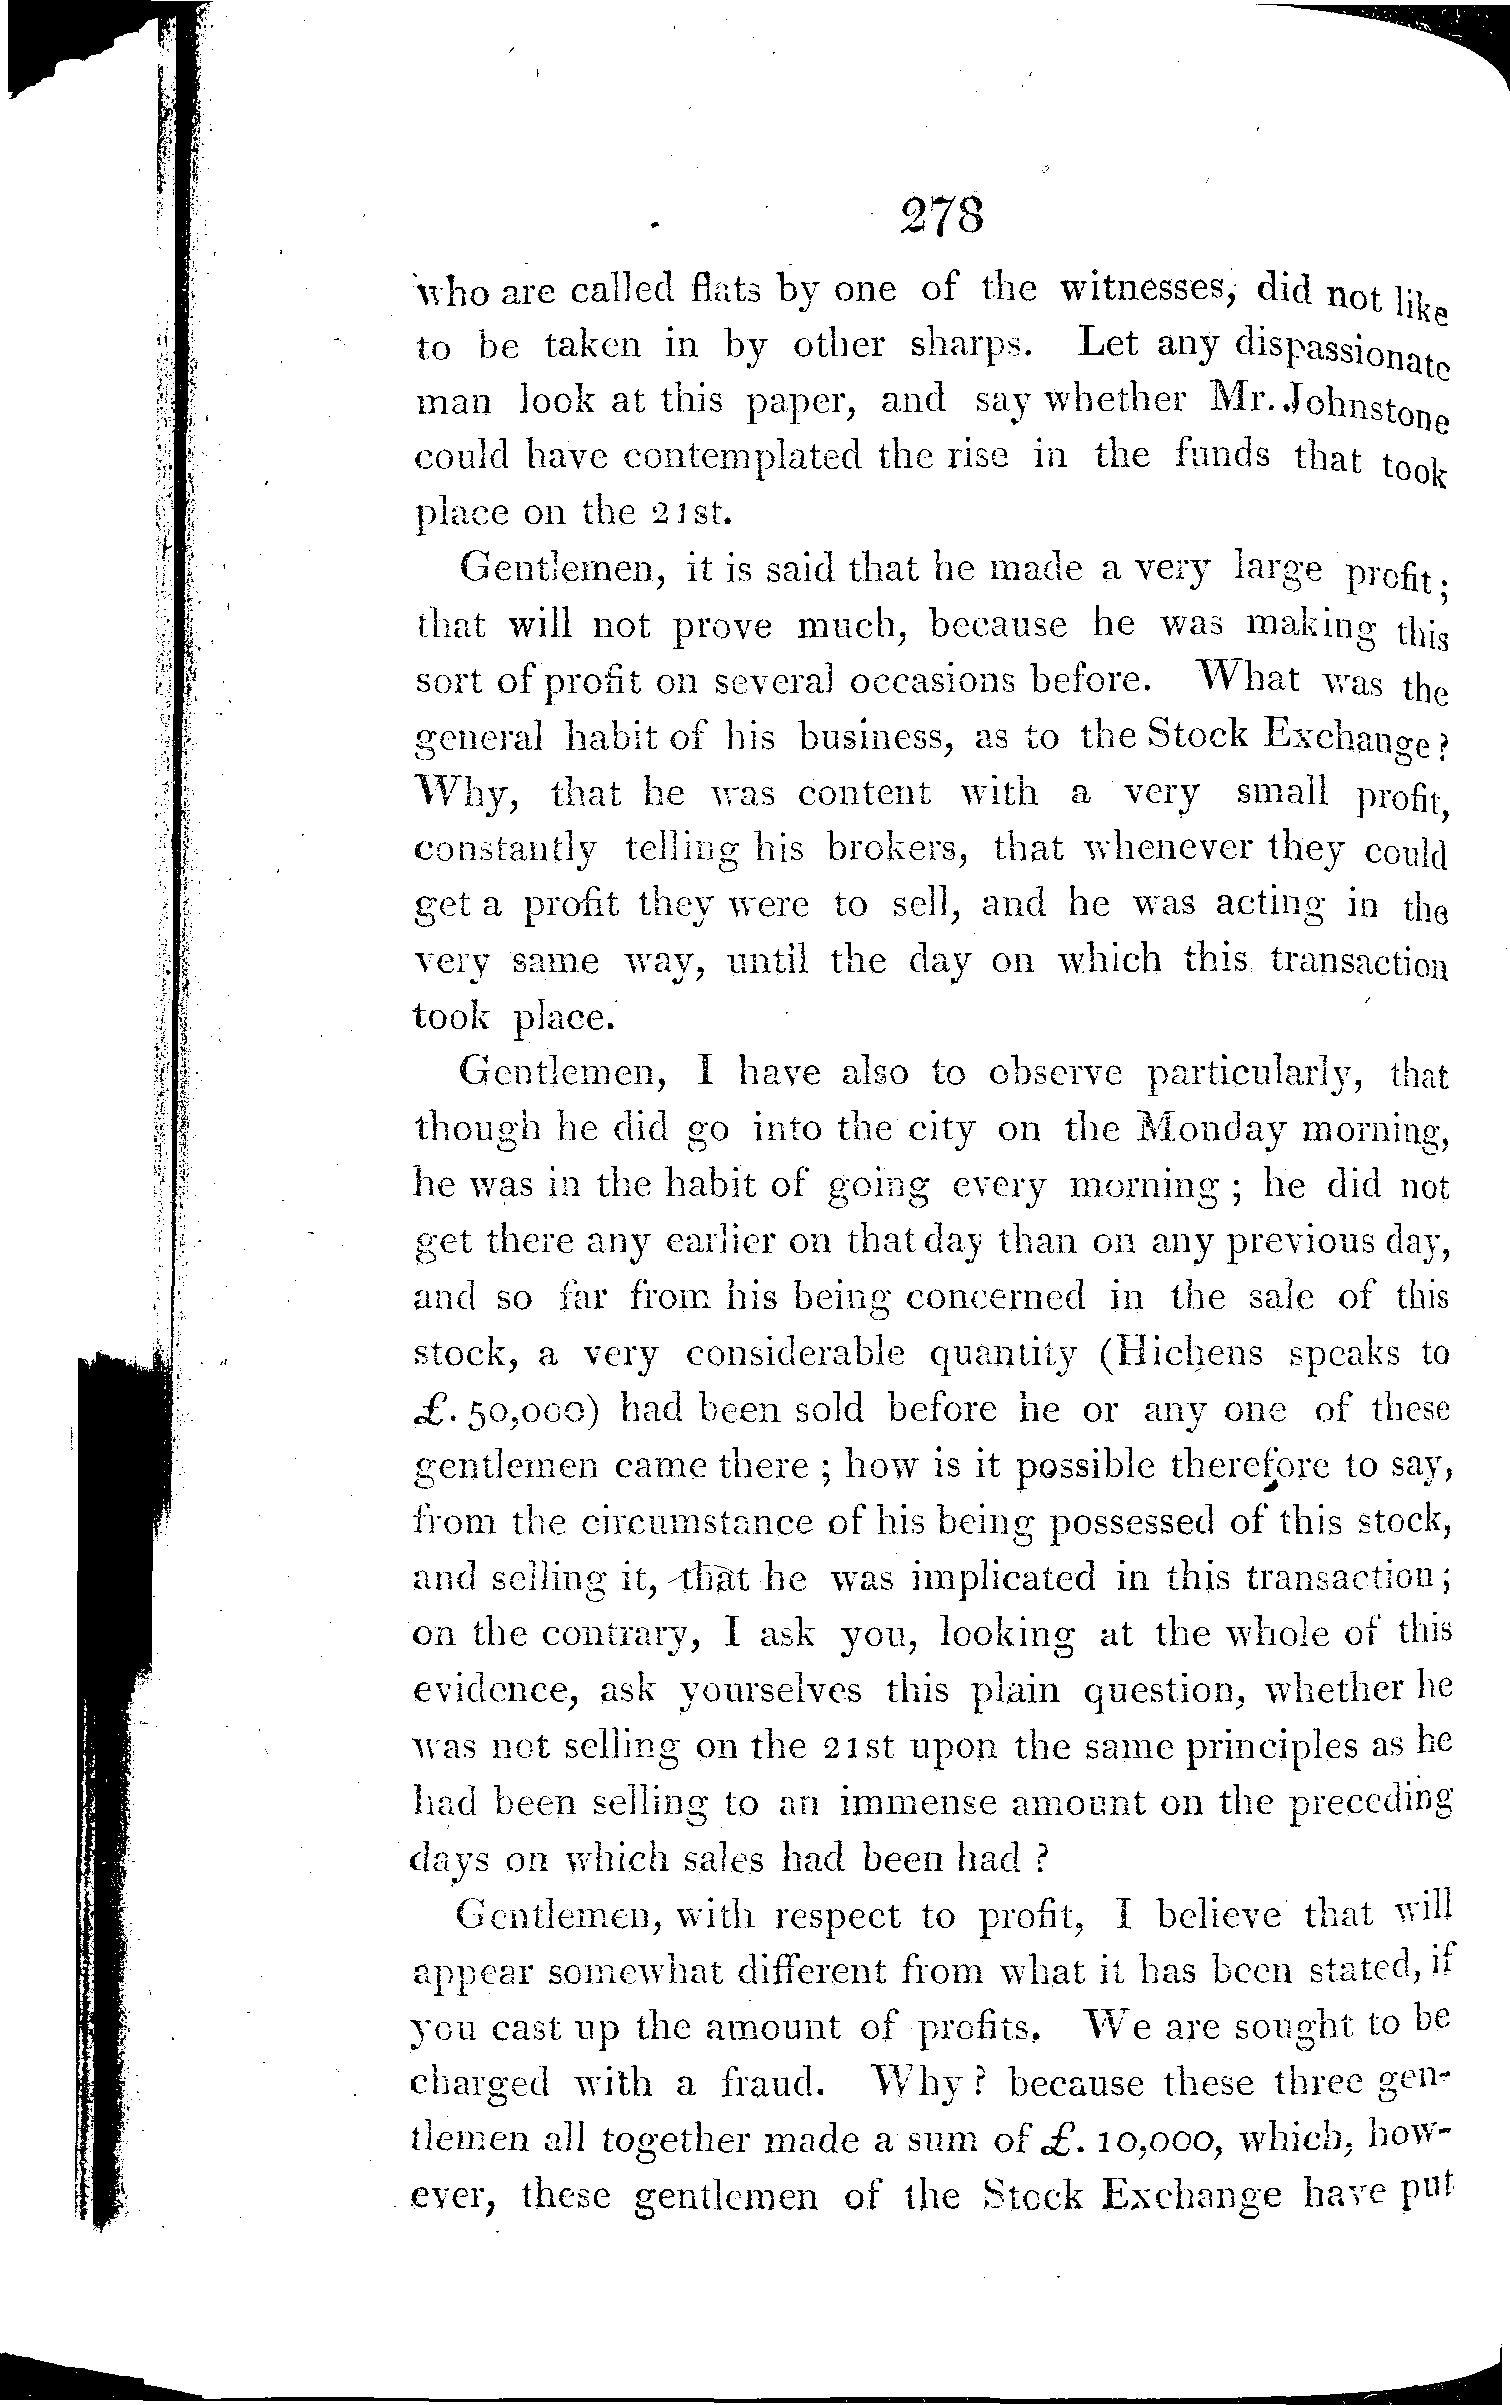 278
who are called flats by one of the witnesses, did not like
to be taken in by other sharps. Let any dispassionate
man look at this paper, and say whether Mr. Johnstone
could have contemplated the rise in the funds that took
place on the 21st.
Gentlemen, it is said that he made a very large profit;
that will not prove much, because he was making this
sort of profit on several occasions before. What was the
general habit of his business, as to the Stock Exchange?
Why, that he was content with a very small profit,
constantly telling his brokers, that whenever they could
get a profit they were to sell, and he was acting in the
very same way, until the day on which this transaction
took place.
Gentlemen, I have also to observe particularly, that
though he did go into the city on the Monday morning,
he was in the habit of going every morning; he did not
get there any earlier on that day than on any previous day,
and so far from his being concerned in the sale of this
stock, a very considerable quantity (Hichens speaks to
£. 50,000) had been sold before he or any one of these
gentlemen came there; how is it possible therefore to say,
from the circumstance of his being possessed of this stock,
and selling it, that he was implicated in this transaction;
on the contrary, I ask you, looking at the whole of this
evidence, ask yourselves this plain question, whether he
was not selling on the 21st upon the same principles as he
had been selling to an immense amount on the preceding
days on which sales had been had?
Gentlemen, with respect to profit, I believe that will
appear somewhat different from what it has been stated, if
you cast up the amount of profits. We are sought to be
charged with a fraud. Why? because these three gen-
tlemen all together made a sum of £. 10,000, which, how-
ever, these gentlemen of the Stock Exchange have put